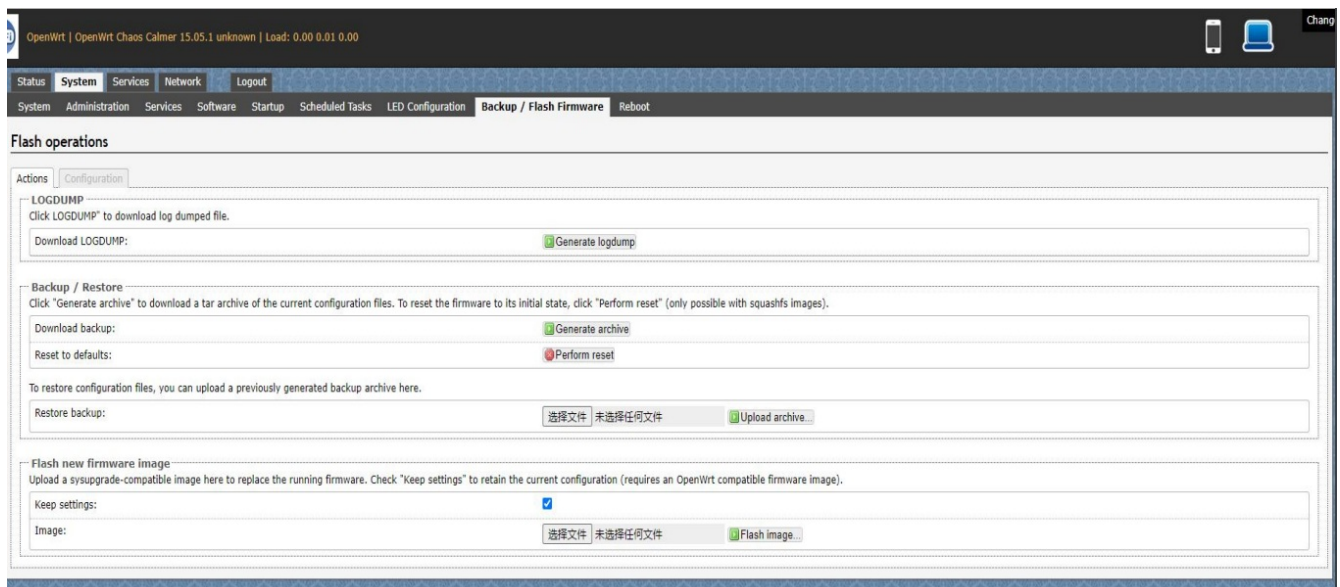 OpenWrt | OpenWrt Chaos Calmer 15.05.1 unknown | Load: 0.00 0.01 0.00
Chang
Status System Services Network Logout
System Administration Services Software Startup Scheduled Tasks LED Configuration Backup / Flash Firmware Reboot
Flash operations
Actions Configuration
LOGDUMP
Click LOGDUMP" to download log dumped file.
Download LOGDUMP: Generate logdump
Backup / Restore
Click "Generate archive" to download a tar archive of the current configuration files. To reset the firmware to its initial state, click "Perform reset" (only possible with squashfs images).
Download backup: Generate archive
Reset to defaults: Perform reset
To restore configuration files, you can upload a previously generated backup archive here.
Restore backup: 选择文件 未选择任何文件 Upload archive...
Flash new firmware image
Upload a sysupgrade-compatible image here to replace the running firmware. Check "Keep settings" to retain the current configuration (requires an OpenWrt compatible firmware image).
Keep settings:
Image: 选择文件 未选择任何文件 Flash image...